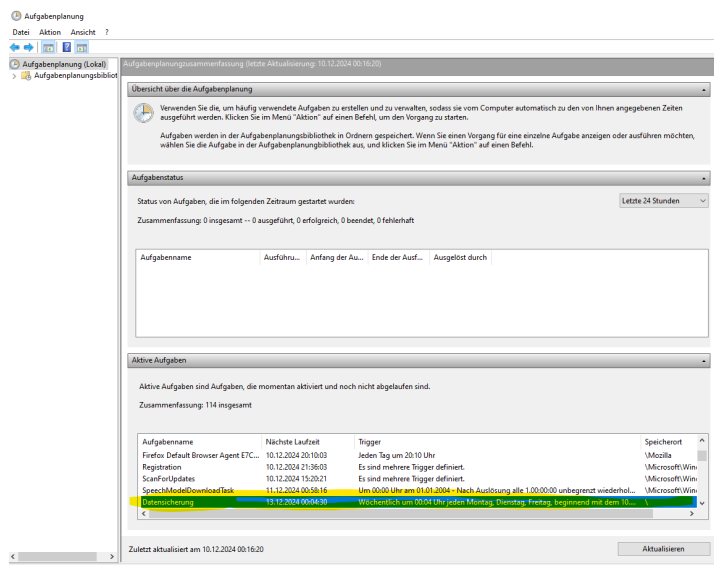 Aufgabenplanung
Datei Aktion Ansicht ?
Aufgabenplanung (Lokal)
Aufgabenplanungsbibliot
Aufgabenplanungzusammenfassung (letzte Aktualisierung: 10.12.2024 00:16:20)
Übersicht über die Aufgabenplanung
Verwenden Sie die, um häufig verwendete Aufgaben zu erstellen und zu verwalten, sodass sie vom Computer automatisch zu den von Ihnen angegebenen Zeiten
ausgeführt werden. Klicken Sie im Menü "Aktion" auf einen Befehl, um den Vorgang zu starten.
Aufgaben werden in der Aufgabenplanungsbibliothek in Ordnern gespeichert. Wenn Sie einen Vorgang für eine einzelne Aufgabe anzeigen oder ausführen möchten,
wählen Sie die Aufgabe in der Aufgabenplanungbibliothek aus, und klicken Sie im Menü "Aktion" auf einen Befehl.
Aufgabenstatus
Status von Aufgaben, die im folgenden Zeitraum gestartet wurden:
Letzte 24 Stunden
Zusammenfassung: 0 insgesamt -- 0 ausgeführt, 0 erfolgreich, 0 beendet, 0 fehlerhaft
Aufgabenname Ausführu... Anfang der Au... Ende der Ausf... Ausgelöst durch
Aktive Aufgaben
Aktive Aufgaben sind Aufgaben, die momentan aktiviert und noch nicht abgelaufen sind.
Zusammenfassung: 114 insgesamt
Aufgabenname Nächste Laufzeit Trigger Speicherort
Firefox Default Browser Agent E7C... 10.12.2024 20:10:03 Jeden Tag um 20:10 Uhr \Mozilla
Registration 10.12.2024 21:36:03 Es sind mehrere Trigger definiert. \Microsoft\Win
ScanForUpdates 10.12.2024 15:20:21 Es sind mehrere Trigger definiert. \Microsoft\Win
SpeechModelDownloadTask 11.12.2024 00:58:16 Um 00:00 Uhr am 01.01.2004 - Nach Auslösung alle 1.00:00:00 unbegrenzt wiederhol... \Microsoft\Win
Datensicherung 13.12.2024 00:04:30 Wöchentlich um 00:04 Uhr jeden Montag, Dienstag, Freitag, beginnend mit dem 10.... \
Zuletzt aktualisiert am 10.12.2024 00:16:20
Aktualisieren